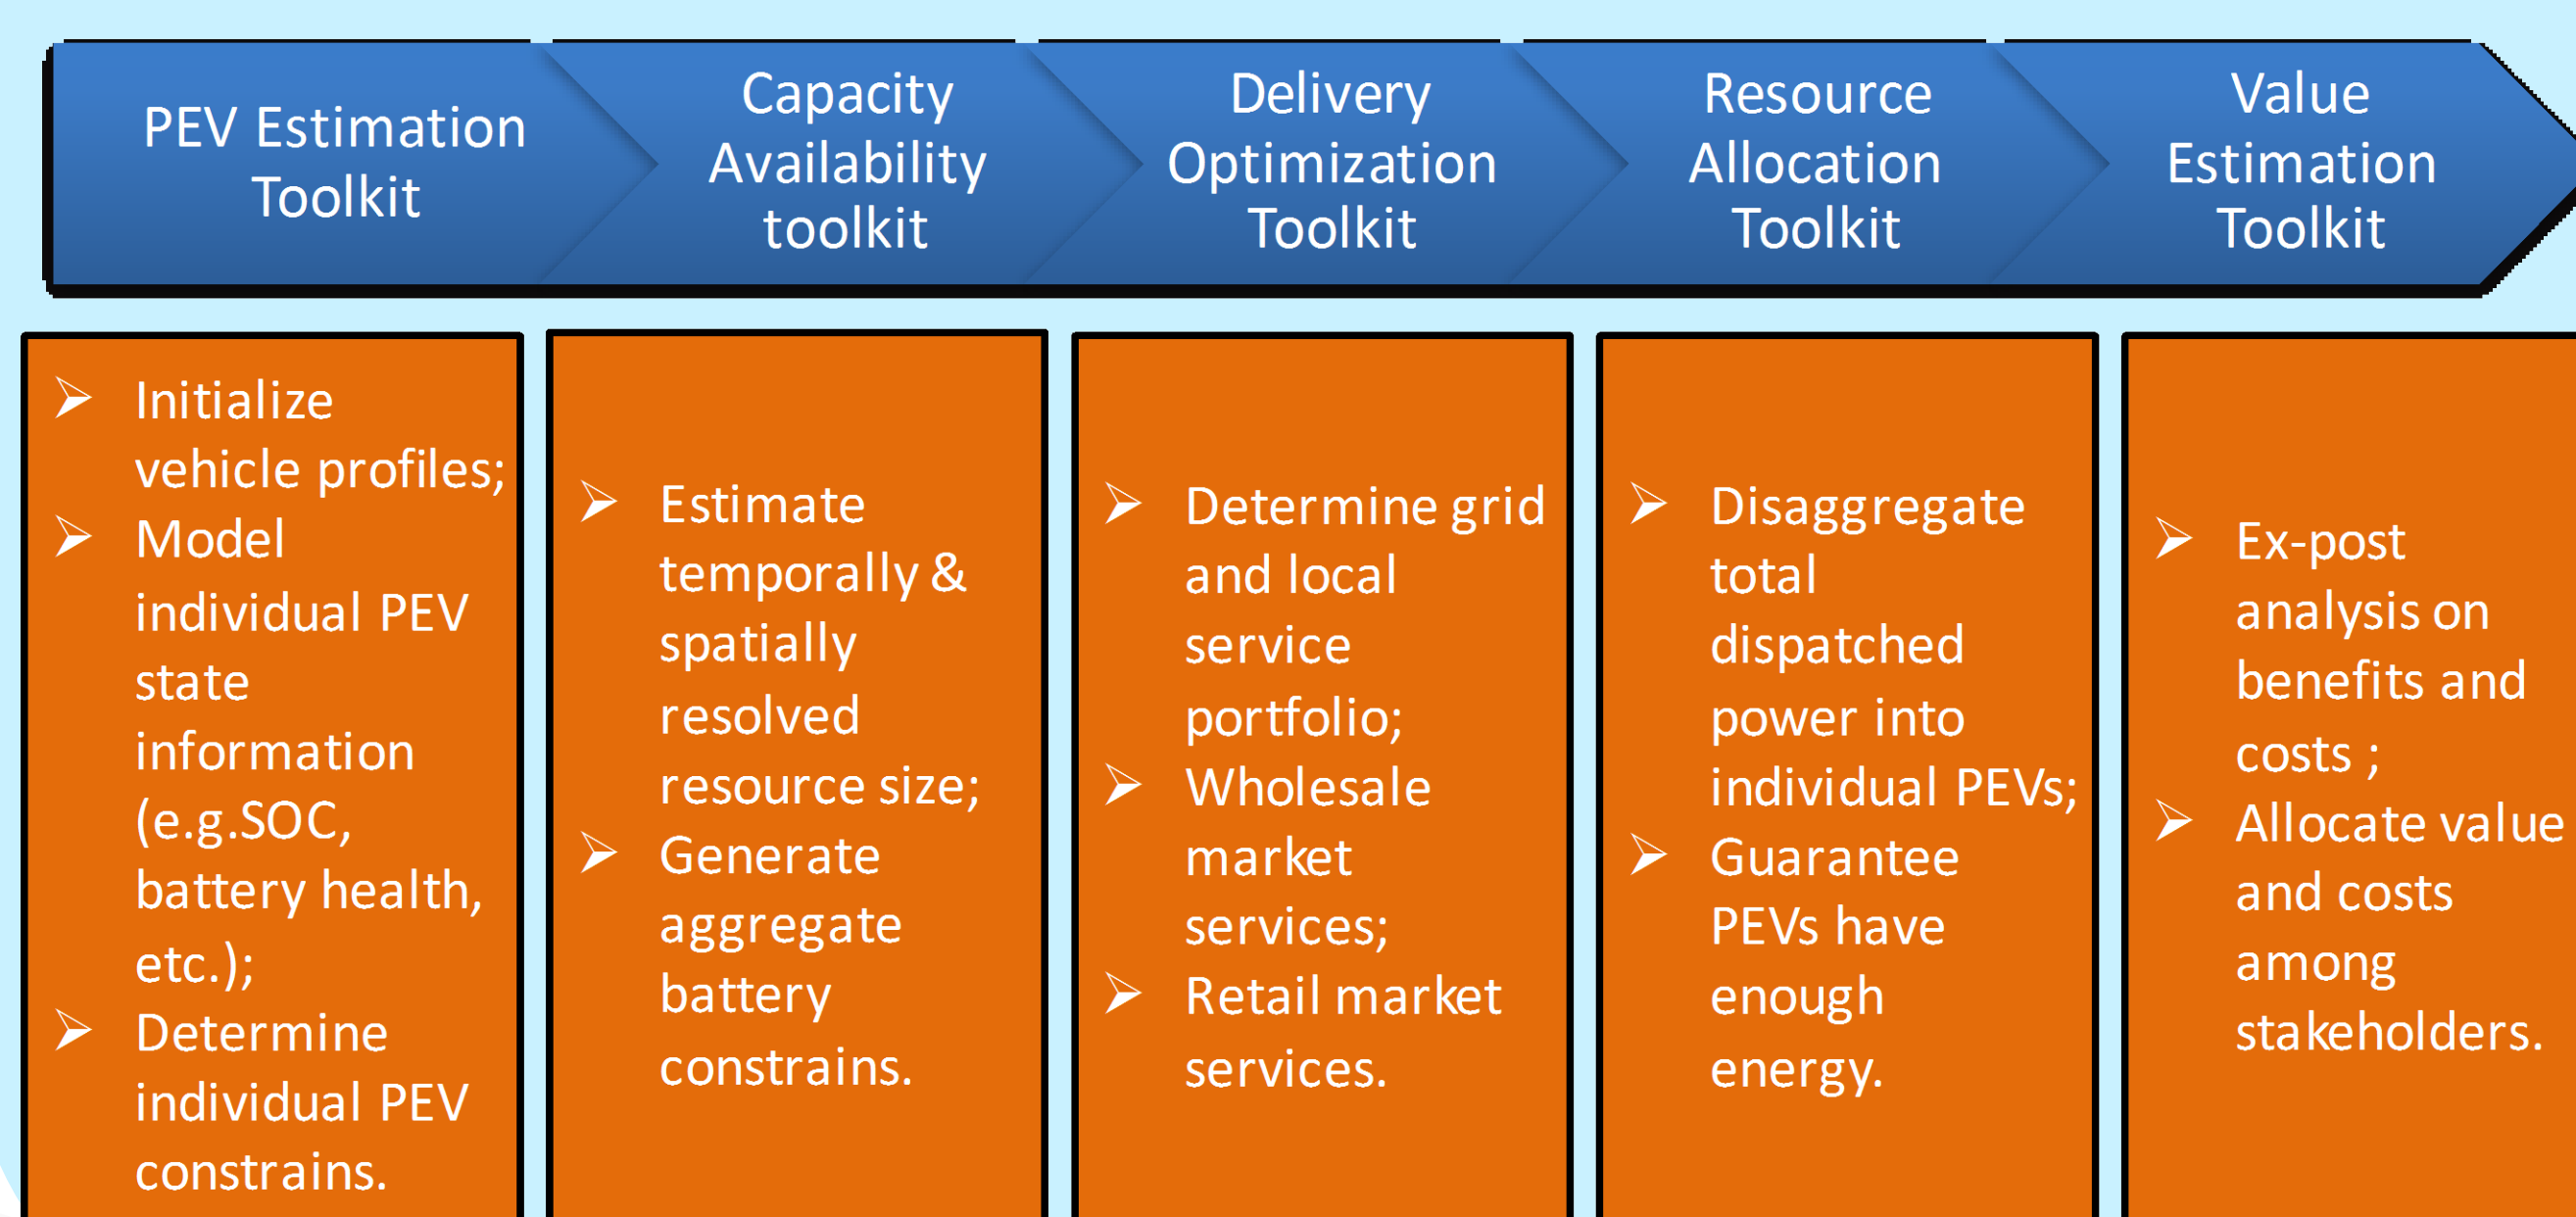 PEV Estimation
Toolkit
Capacity
Availability
toolkit
Delivery
Optimization
Toolkit
Resource
Allocation
Toolkit
Value
Estimation
Toolkit
➢ Initialize
vehicle profiles;
➢ Model
individual PEV
state
information
(e.g.SOC,
battery health,
etc.);
➢ Determine
individual PEV
constrains.
➢ Estimate
temporally &
spatially
resolved
resource size;
➢ Generate
aggregate
battery
constrains.
➢ Determine grid
and local
service
portfolio;
➢ Wholesale
market
services;
➢ Retail market
services.
➢ Disaggregate
total
dispatched
power into
individual PEVs;
➢ Guarantee
PEVs have
enough
energy.
➢ Ex-post
analysis on
benefits and
costs ;
➢ Allocate value
and costs
among
stakeholders.